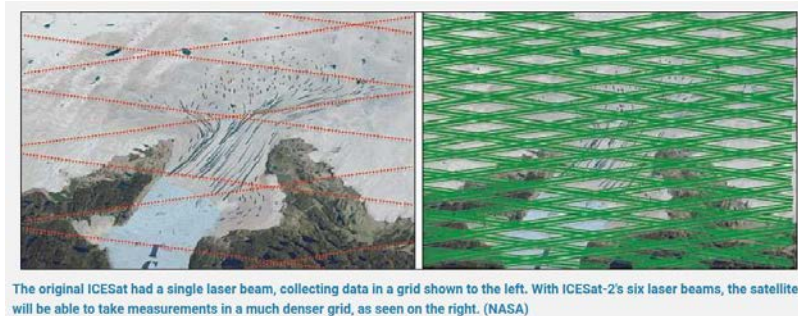 The original ICESat had a single laser beam, collecting data in a grid shown to the left. With ICESat-2's six laser beams, the satellite
will be able to take measurements in a much denser grid, as seen on the right. (NASA)